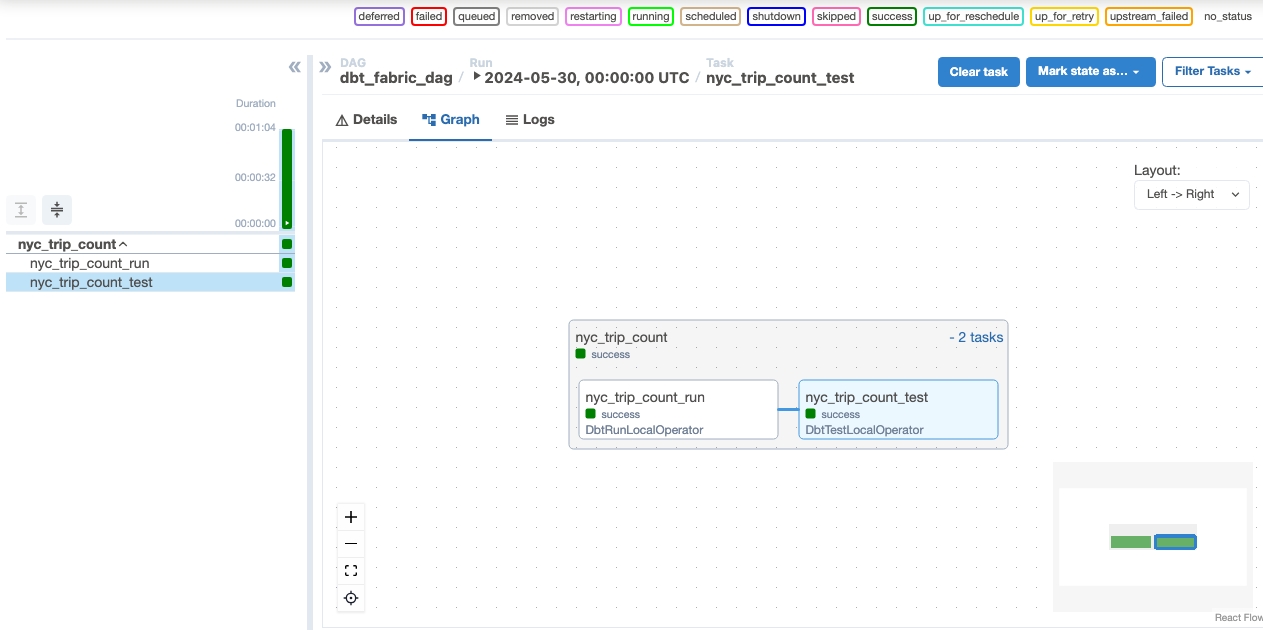 deferred failed queued removed restarting running scheduled shutdown skipped success up_for_reschedule up_for_retry upstream_failed no_status
DAG Run Task
dbt_fabric_dag / 2024-05-30, 00:00:00 UTC / nyc_trip_count_test
Clear task Mark state as... Filter Tasks
Duration
00:01:04
00:00:32
00:00:00
nyc_trip_count
nyc_trip_count_run
nyc_trip_count_test
Details Graph Logs
Layout:
Left -> Right
nyc_trip_count - 2 tasks
success
nyc_trip_count_run
success
DbtRunLocalOperator
nyc_trip_count_test
success
DbtTestLocalOperator
React Flow